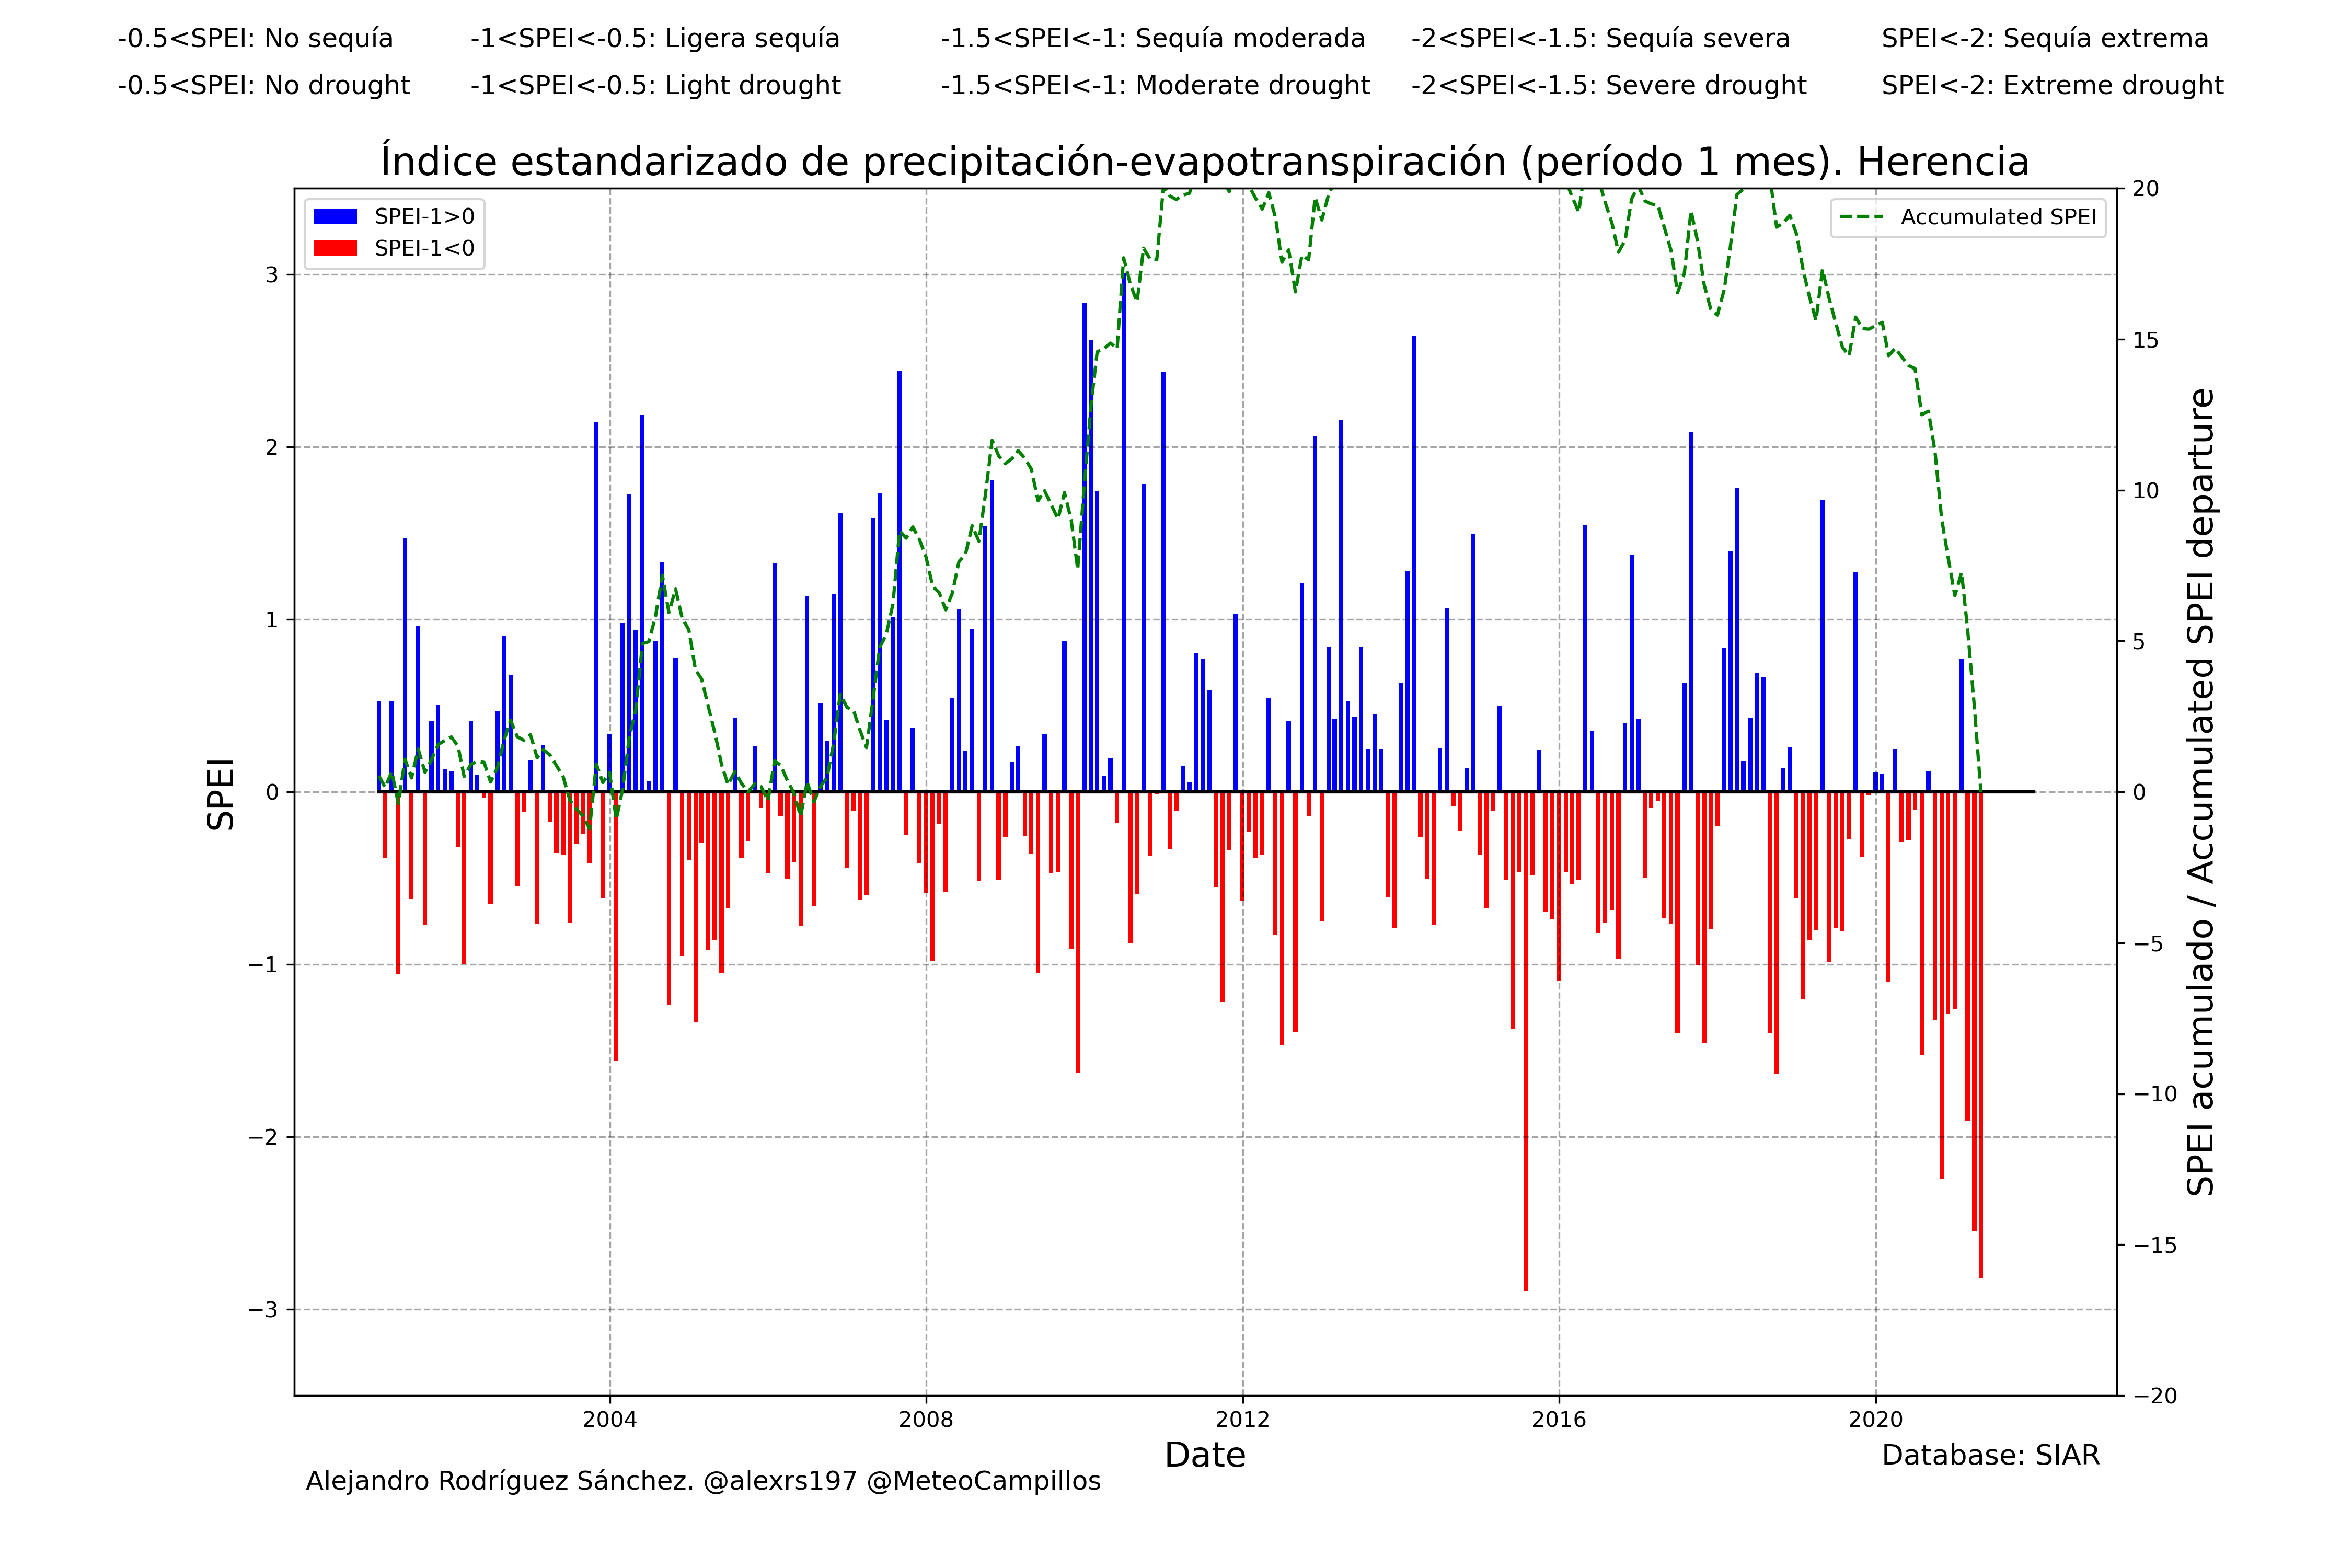 -0.5<SPEI: No sequía -1<SPEI<-0.5: Ligera sequía -1.5<SPEI<-1: Sequía moderada -2<SPEI<-1.5: Sequía severa SPEI<-2: Sequía extrema
-0.5<SPEI: No drought -1<SPEI<-0.5: Light drought -1.5<SPEI<-1: Moderate drought -2<SPEI<-1.5: Severe drought SPEI<-2: Extreme drought
Índice estandarizado de precipitación-evapotranspiración (período 1 mes). Herencia
SPEI-1>0
SPEI-1<0
Accumulated SPEI
SPEI
3
2
1
0
−1
−2
−3
20
15
10
5
0
−5
−10
−15
−20
SPEI acumulado / Accumulated SPEI departure
2004 2008 2012 2016 2020
Date
Database: SIAR
Alejandro Rodríguez Sánchez. @alexrs197 @MeteoCampillos